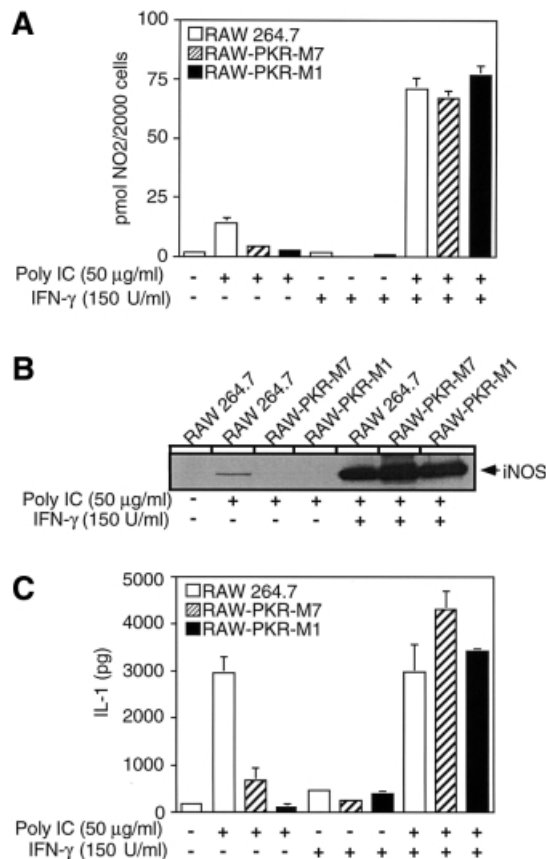 A
100
75
50
25
0
pmol NO2/2000 cells
RAW 264.7
RAW-PKR-M7
RAW-PKR-M1
Poly IC (50 µg/ml) - + + + - - - + + +
IFN-γ (150 U/ml) - - - - + + + + + +
B
RAW 264.7 RAW 264.7 RAW-PKR-M7 RAW-PKR-M1 RAW 264.7 RAW-PKR-M7 RAW-PKR-M1
iNOS
Poly IC (50 µg/ml) - + + + + + +
IFN-γ (150 U/ml) - - - - + + +
C
5000
4000
3000
2000
1000
0
IL-1 (pg)
RAW 264.7
RAW-PKR-M7
RAW-PKR-M1
Poly IC (50 µg/ml) - + + + - - - + + +
IFN-γ (150 U/ml) - - - - + + + + + +